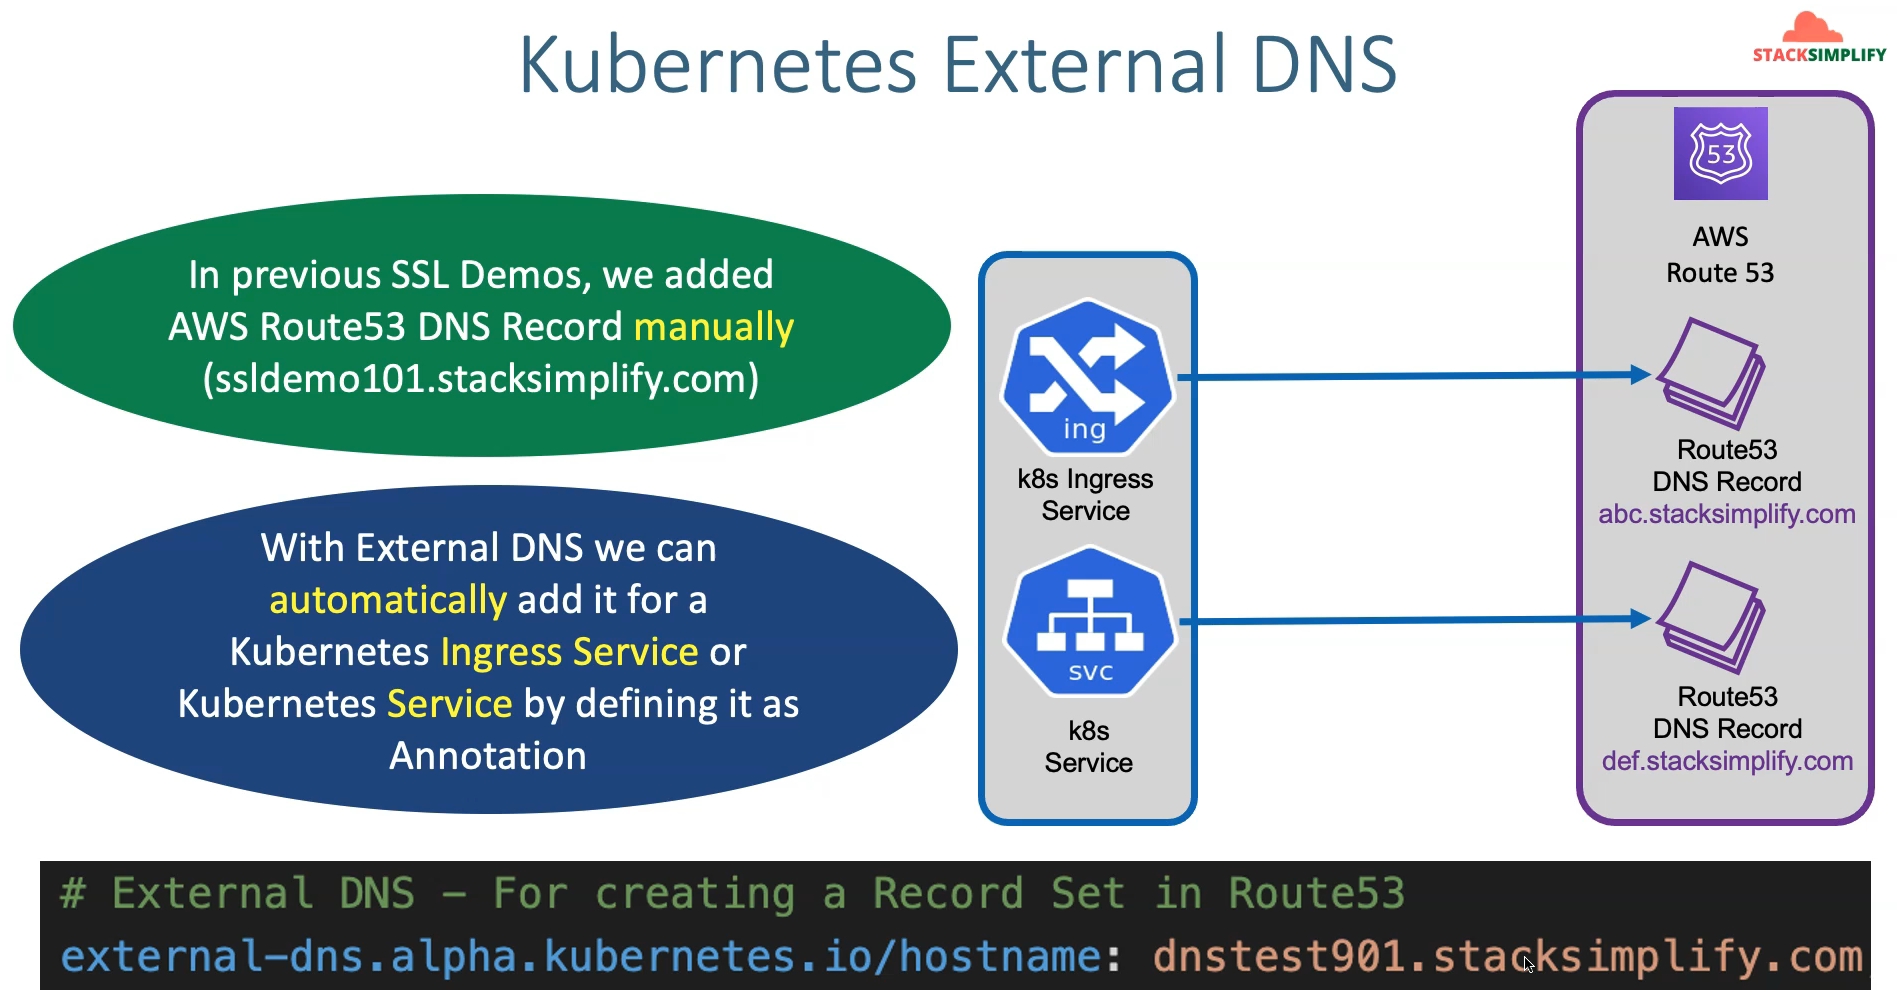 Kubernetes External DNS
STACKSIMPLIFY
In previous SSL Demos, we added
AWS Route53 DNS Record manually
(ssldemo101.stacksimplify.com)
With External DNS we can
automatically add it for a
Kubernetes Ingress Service or
Kubernetes Service by defining it as
Annotation
ing
k8s Ingress
Service
svc
k8s
Service
53
AWS
Route 53
Route53
DNS Record
abc.stacksimplify.com
Route53
DNS Record
def.stacksimplify.com
# External DNS – For creating a Record Set in Route53
external-dns.alpha.kubernetes.io/hostname: dnstest901.stacksimplify.com